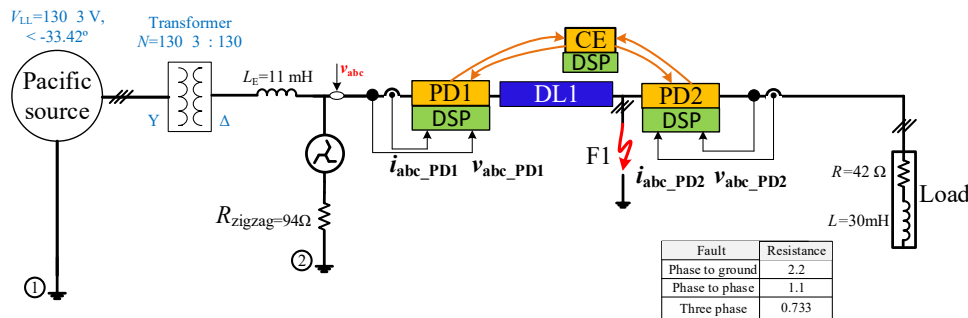 V_LL=130 3 V,
< -33.42º
Pacific
source
Transformer
N=130 3 : 130
Y
Δ
L_E=11 mH
v_abc
CE
DSP
PD1
DSP
DL1
PD2
DSP
F1
i_abc_PD1
v_abc_PD1
i_abc_PD2
v_abc_PD2
R_zigzag=94Ω
R=42 Ω
L=30mH
Load
1
2
Fault Resistance
Phase to ground 2.2
Phase to phase 1.1
Three phase 0.733